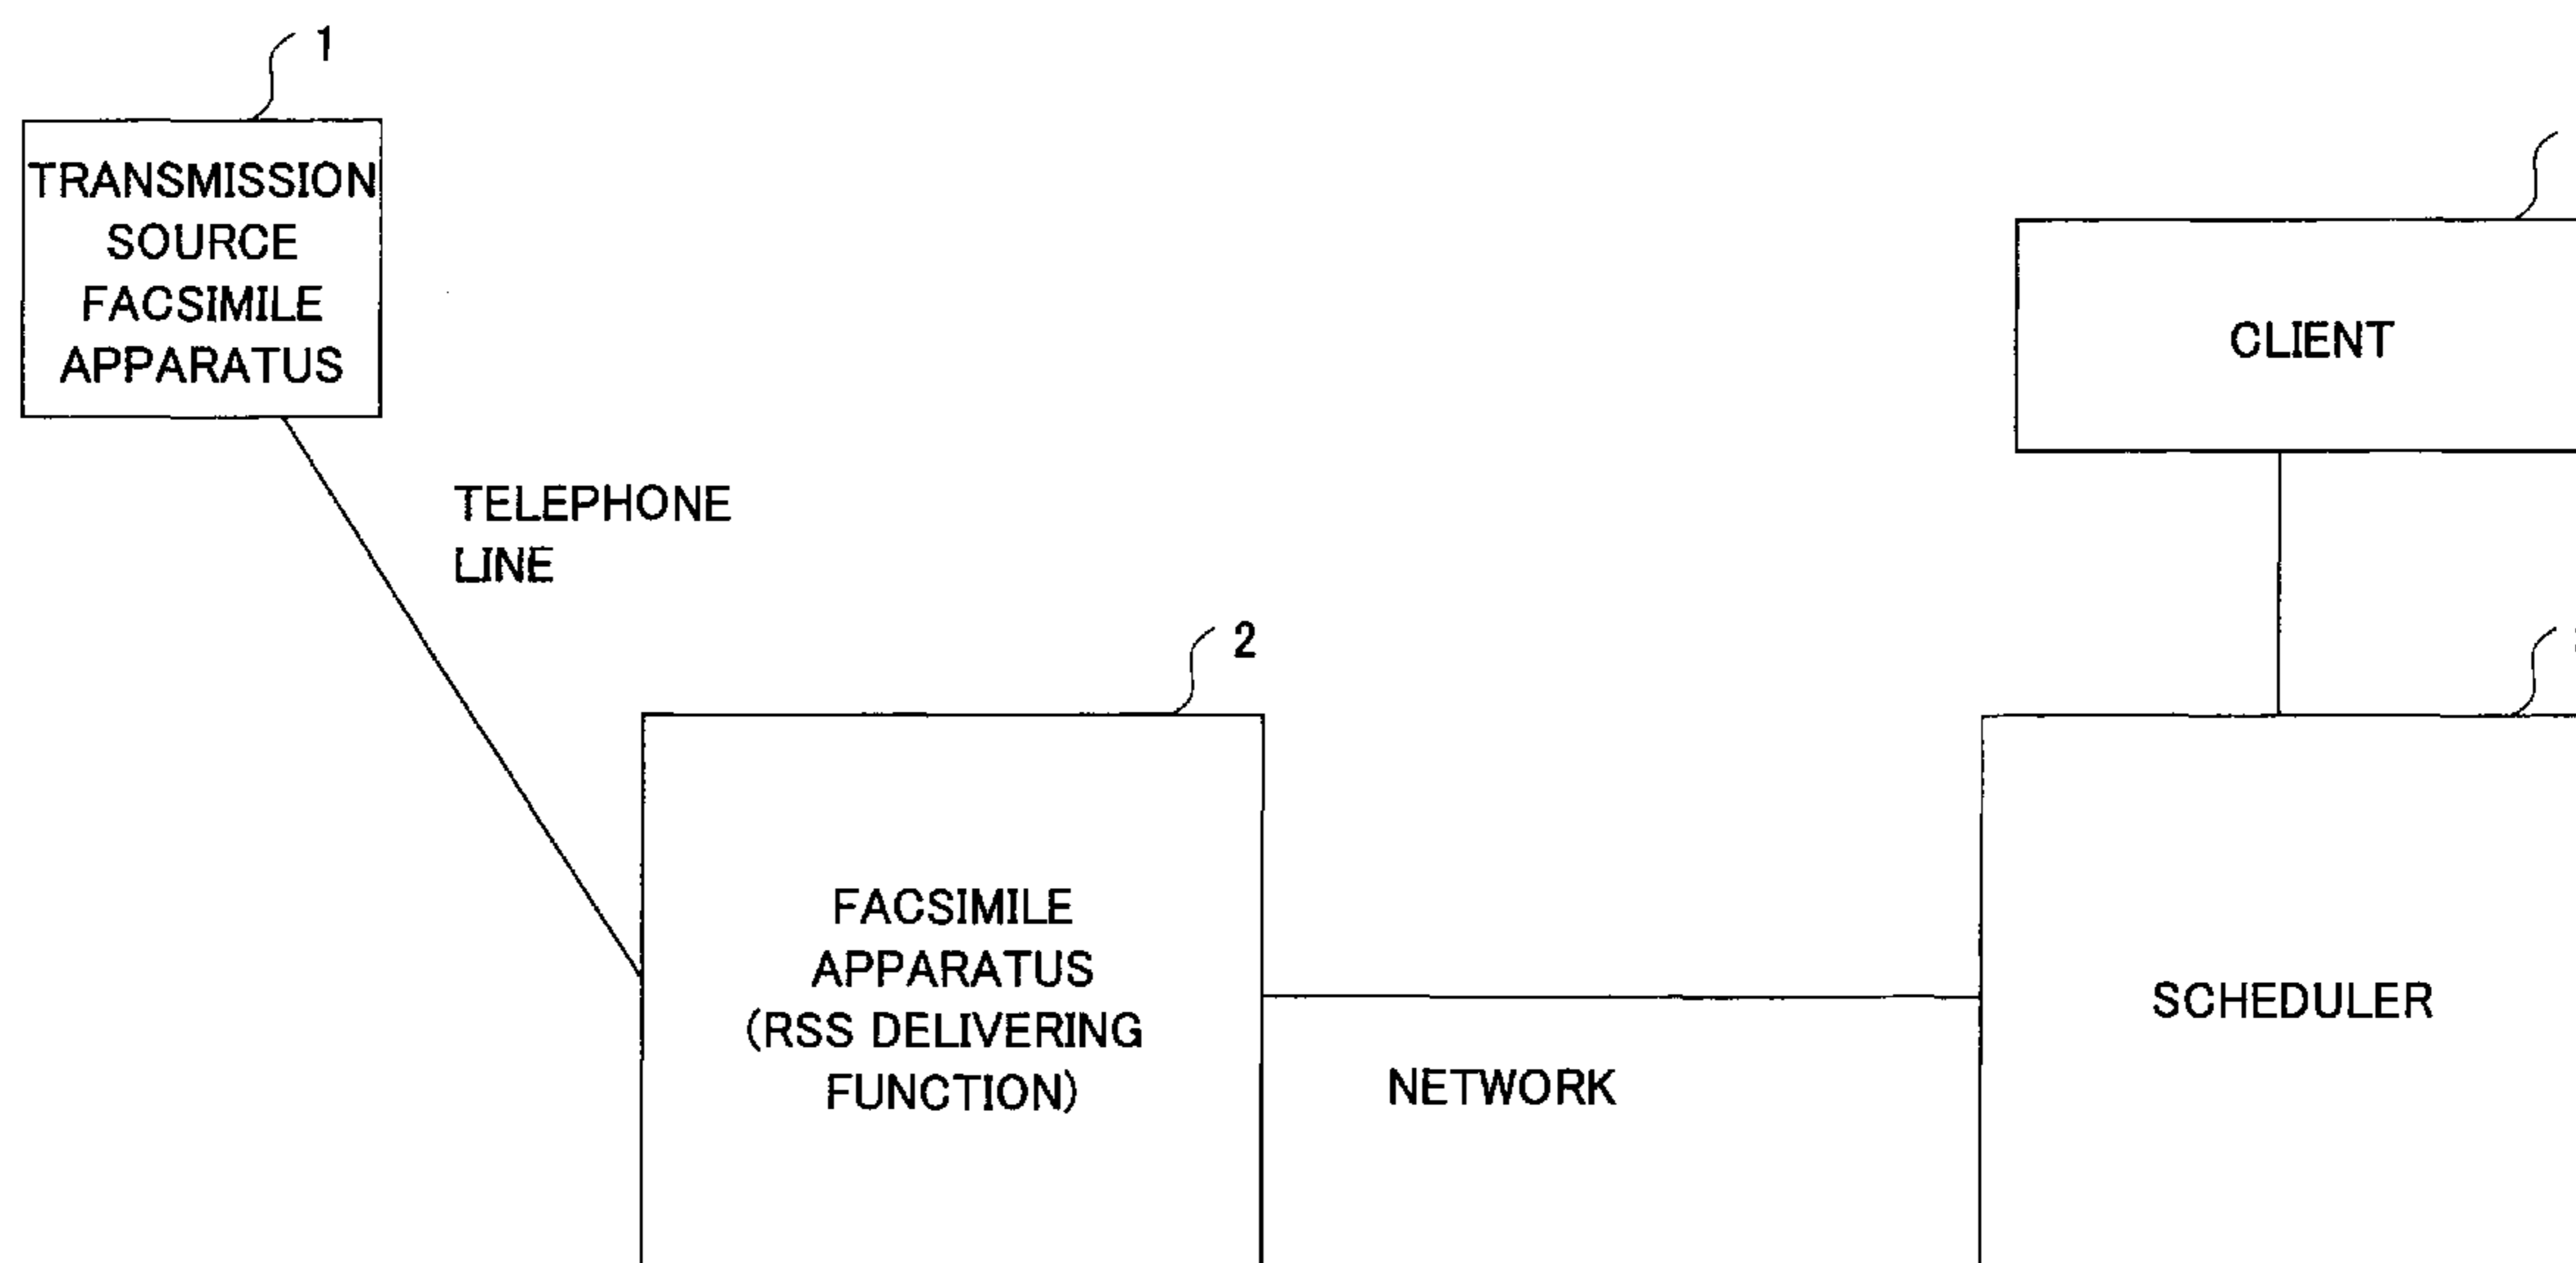 1
TRANSMISSION
SOURCE
FACSIMILE
APPARATUS
CLIENT
TELEPHONE
LINE
2
FACSIMILE
APPARATUS
(RSS DELIVERING
FUNCTION)
NETWORK
SCHEDULER